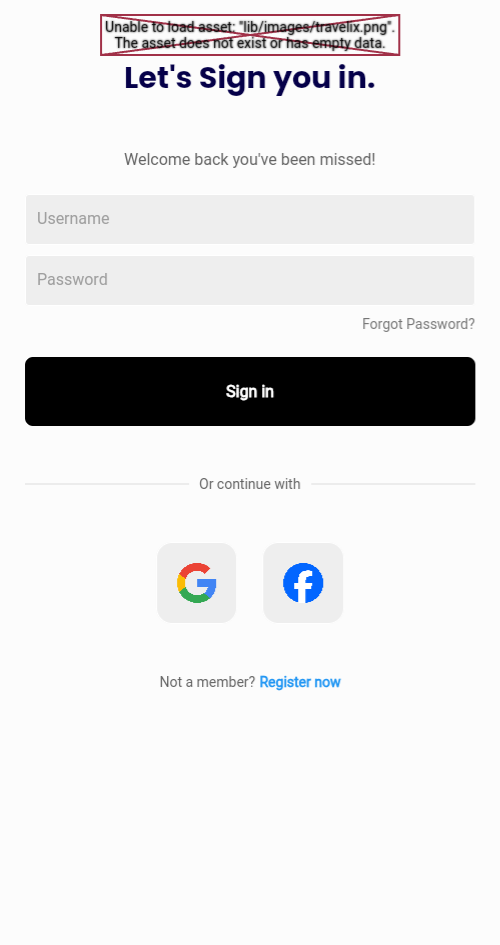 Unable to load asset: "lib/images/travelix.png".
The asset does not exist or has empty data.
Let's Sign you in.
Welcome back you've been missed!
Username
Password
Forgot Password?
Sign in
Or continue with
Not a member? Register now